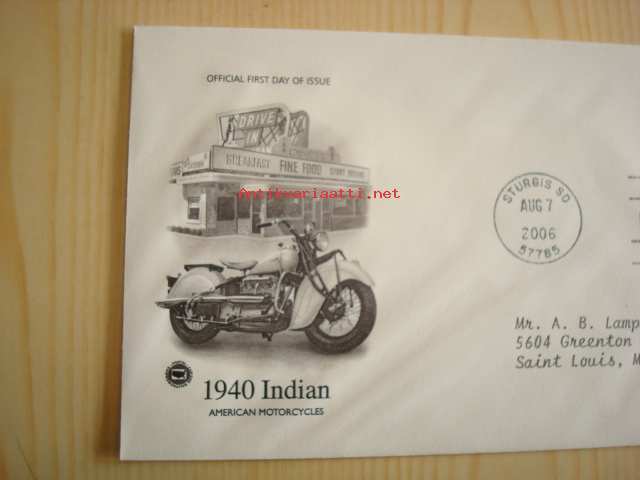 OFFICIAL FIRST DAY OF ISSUE
DRIVE
IN
BREAKFAST FINE FOOD
Antikvariaatti.net
STURGIS SD
AUG 7
2006
57785
Mr. A. B. Lamp
5604 Greenton
Saint Louis, M
1940 Indian
AMERICAN MOTORCYCLES